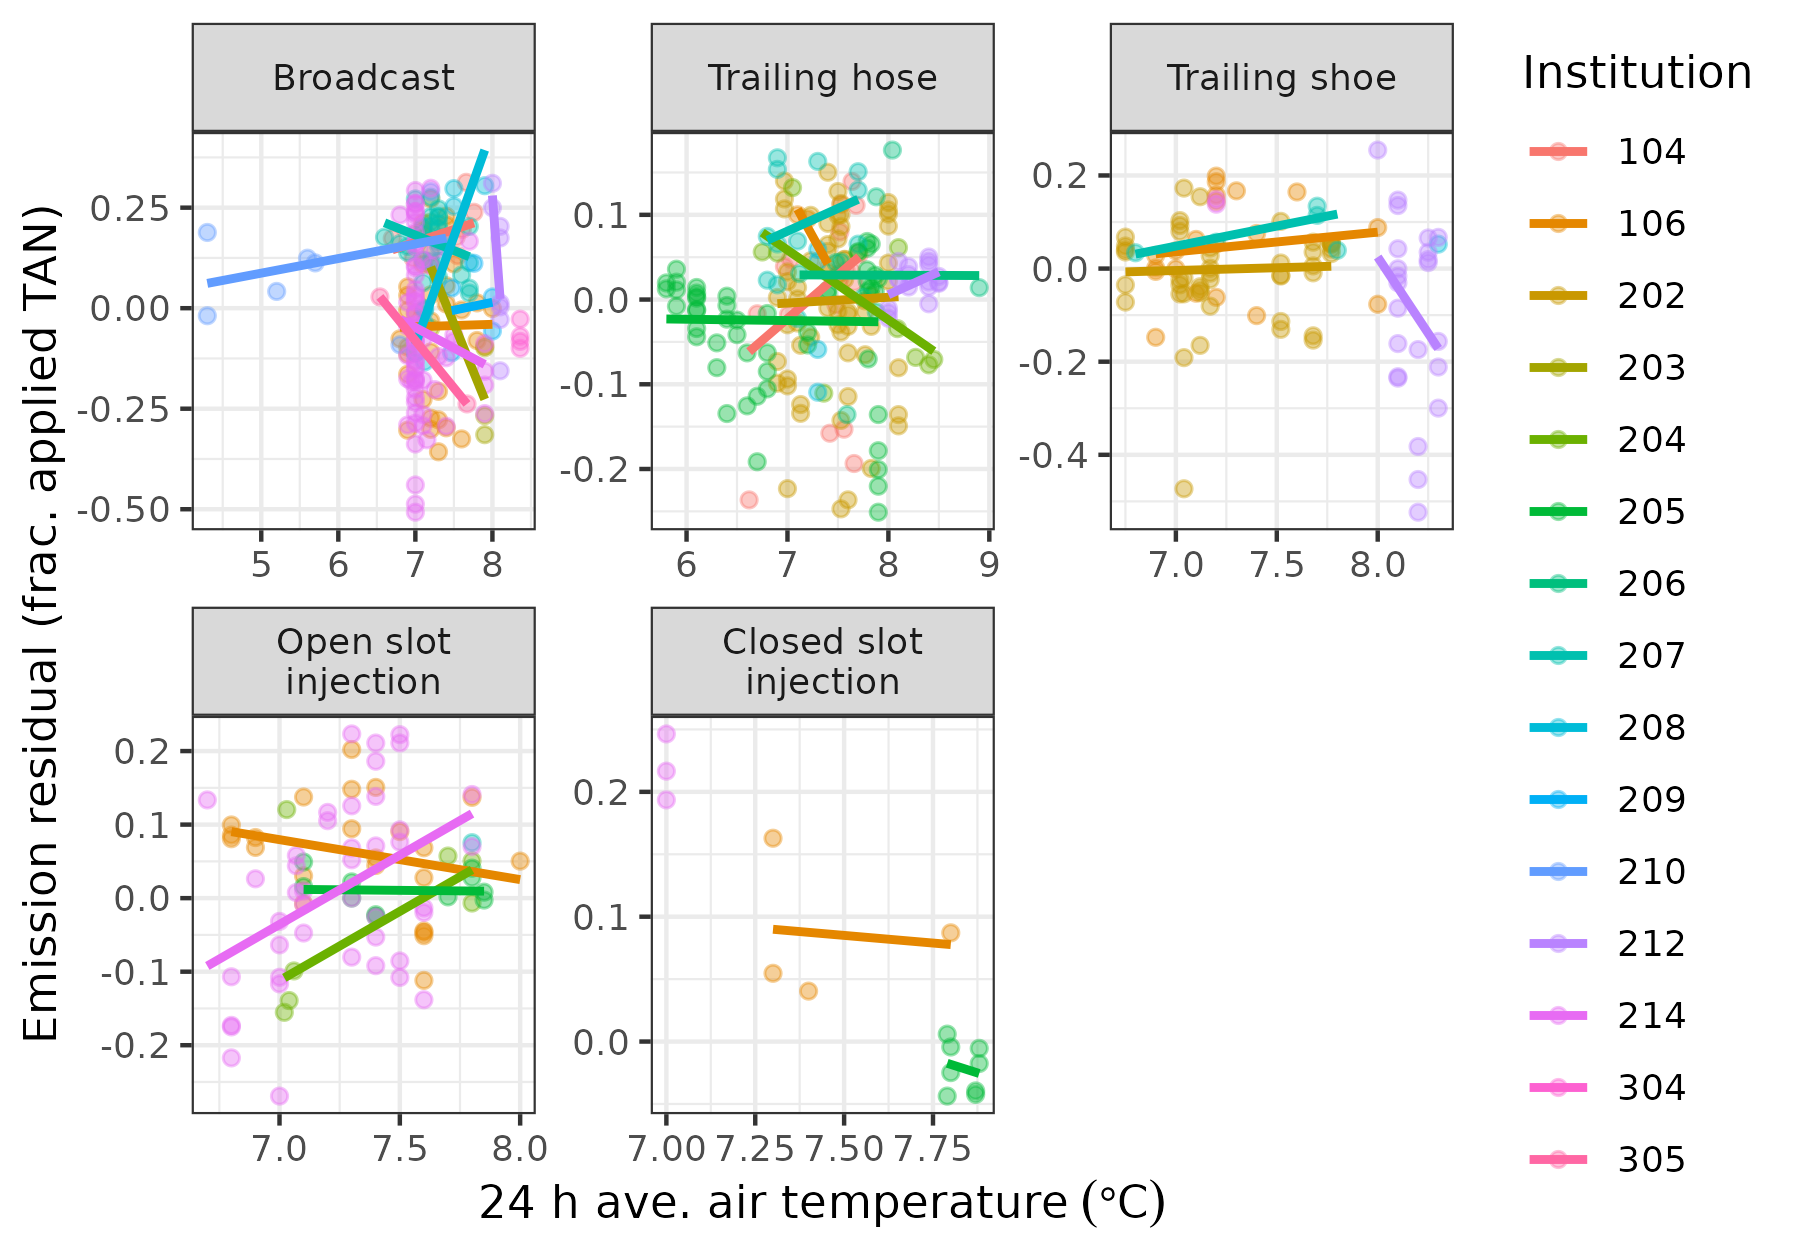 Broadcast
Trailing hose
Trailing shoe
Institution
104
106
202
203
204
205
206
207
208
209
210
212
214
304
305
Emission residual (frac. applied TAN)
0.25
0.00
-0.25
-0.50
5 6 7 8
0.1
0.0
-0.1
-0.2
6 7 8 9
0.2
0.0
-0.2
-0.4
7.0 7.5 8.0
Open slot
injection
Closed slot
injection
0.2
0.1
0.0
-0.1
-0.2
7.0 7.5 8.0
0.2
0.1
0.0
7.00 7.25 7.50 7.75
24 h ave. air temperature (°C)